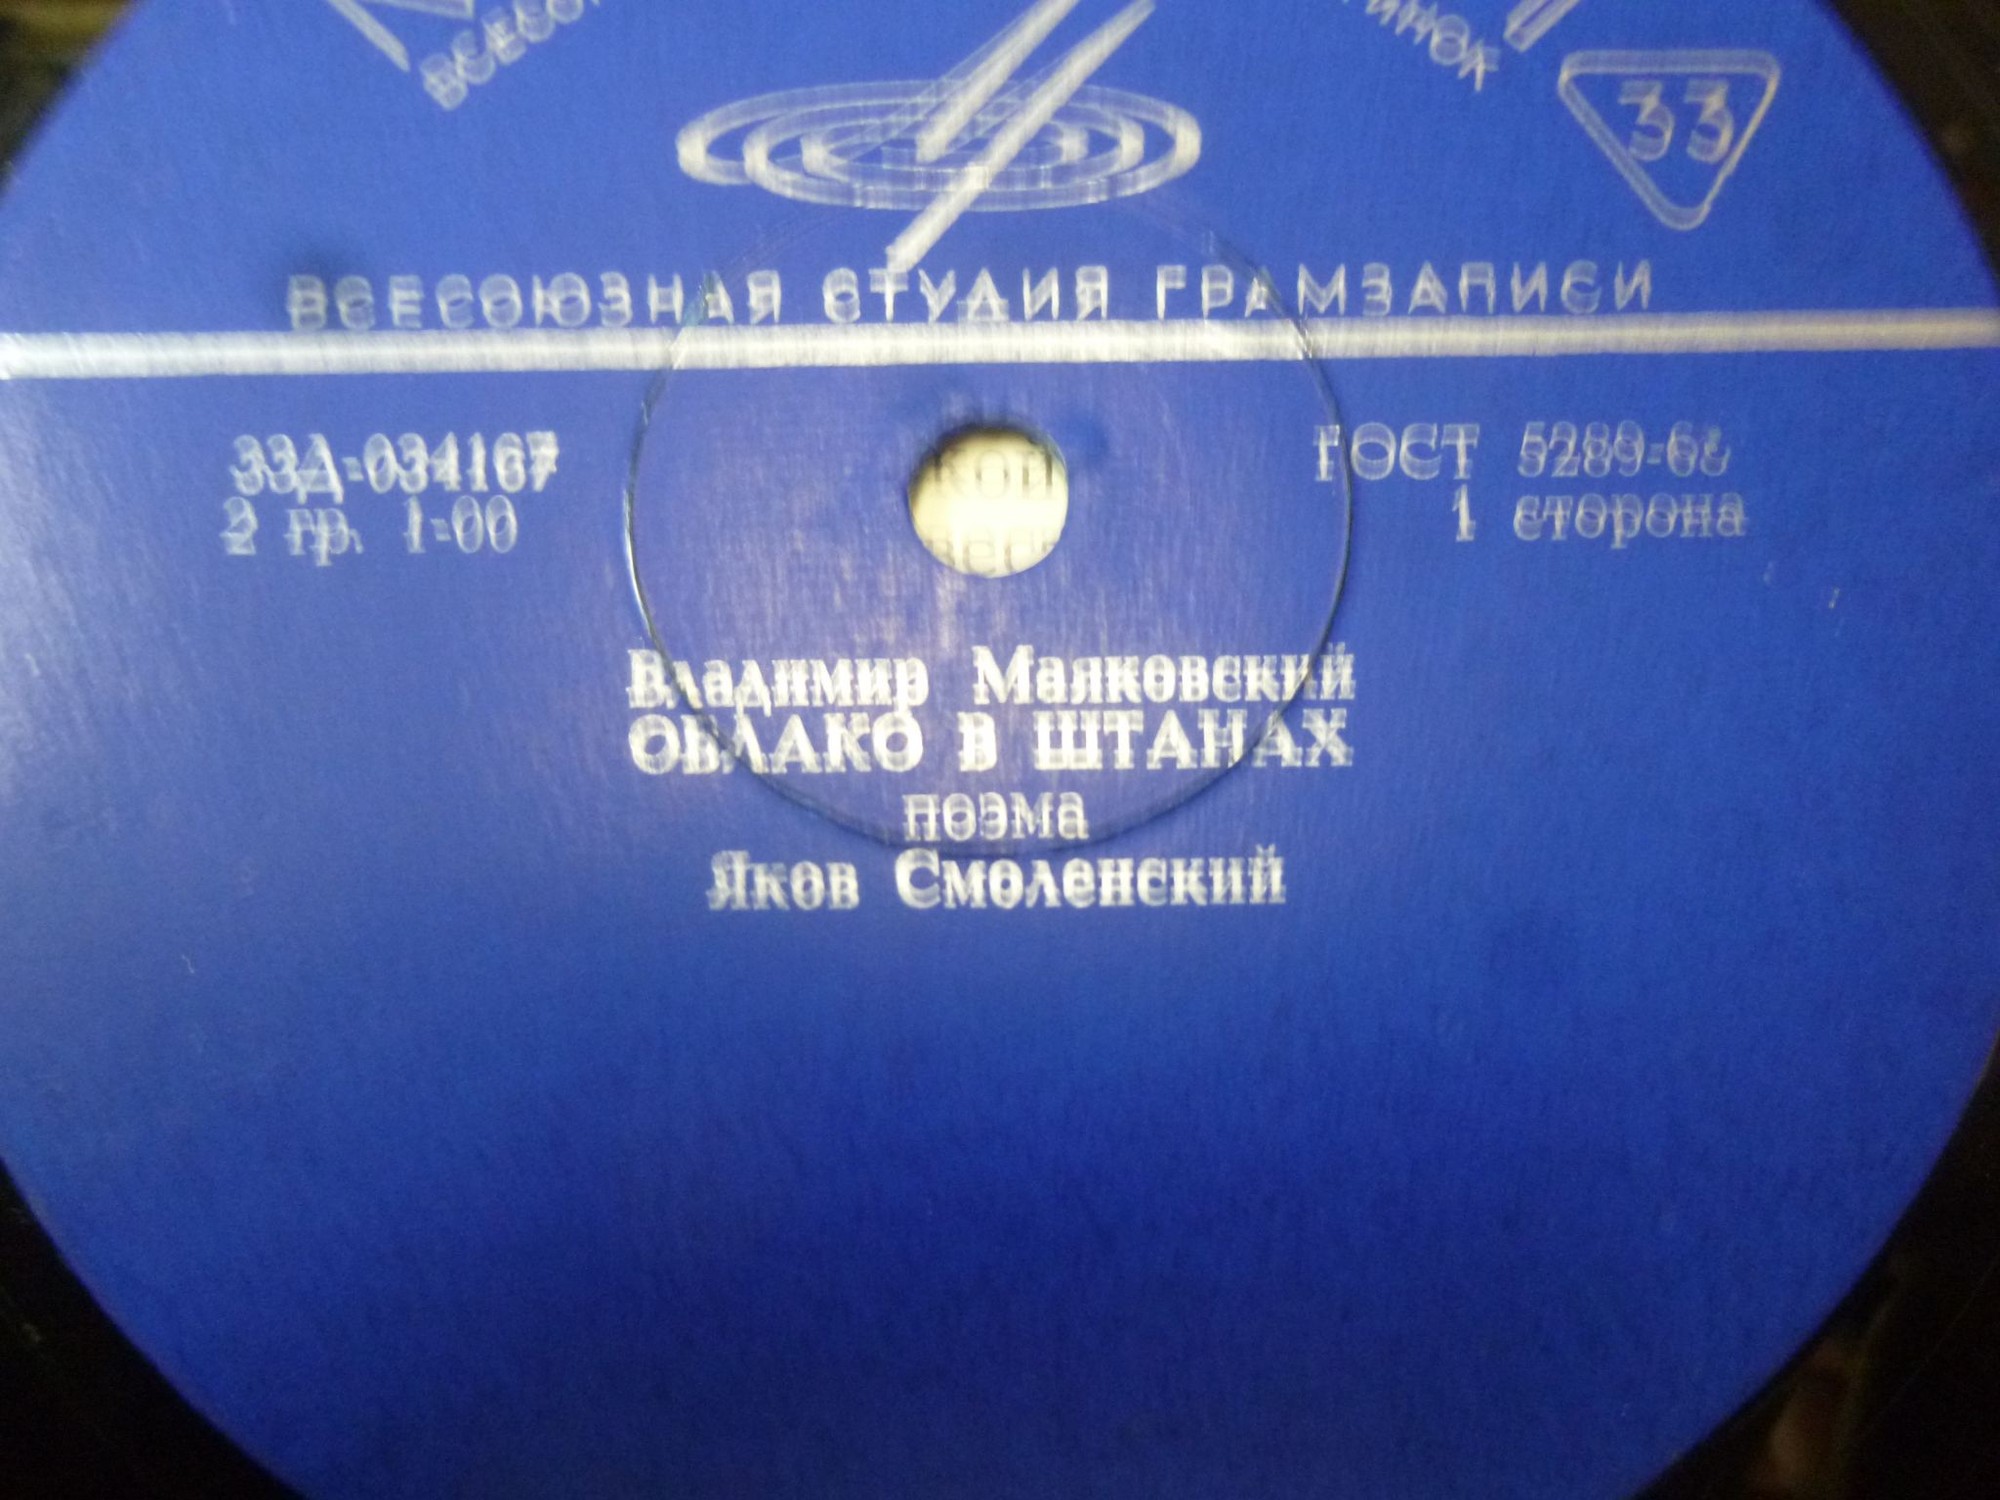 33
ВСЕСОЮЗНАЯ СТУДИЯ ГРАМЗАПИСИ
33Д-034167
2 гр. 1-00
ГОСТ 5289-68
1 сторона
Владимир Маяковский
ОБЛАКО В ШТАНАХ
поэма
Яков Смоленский